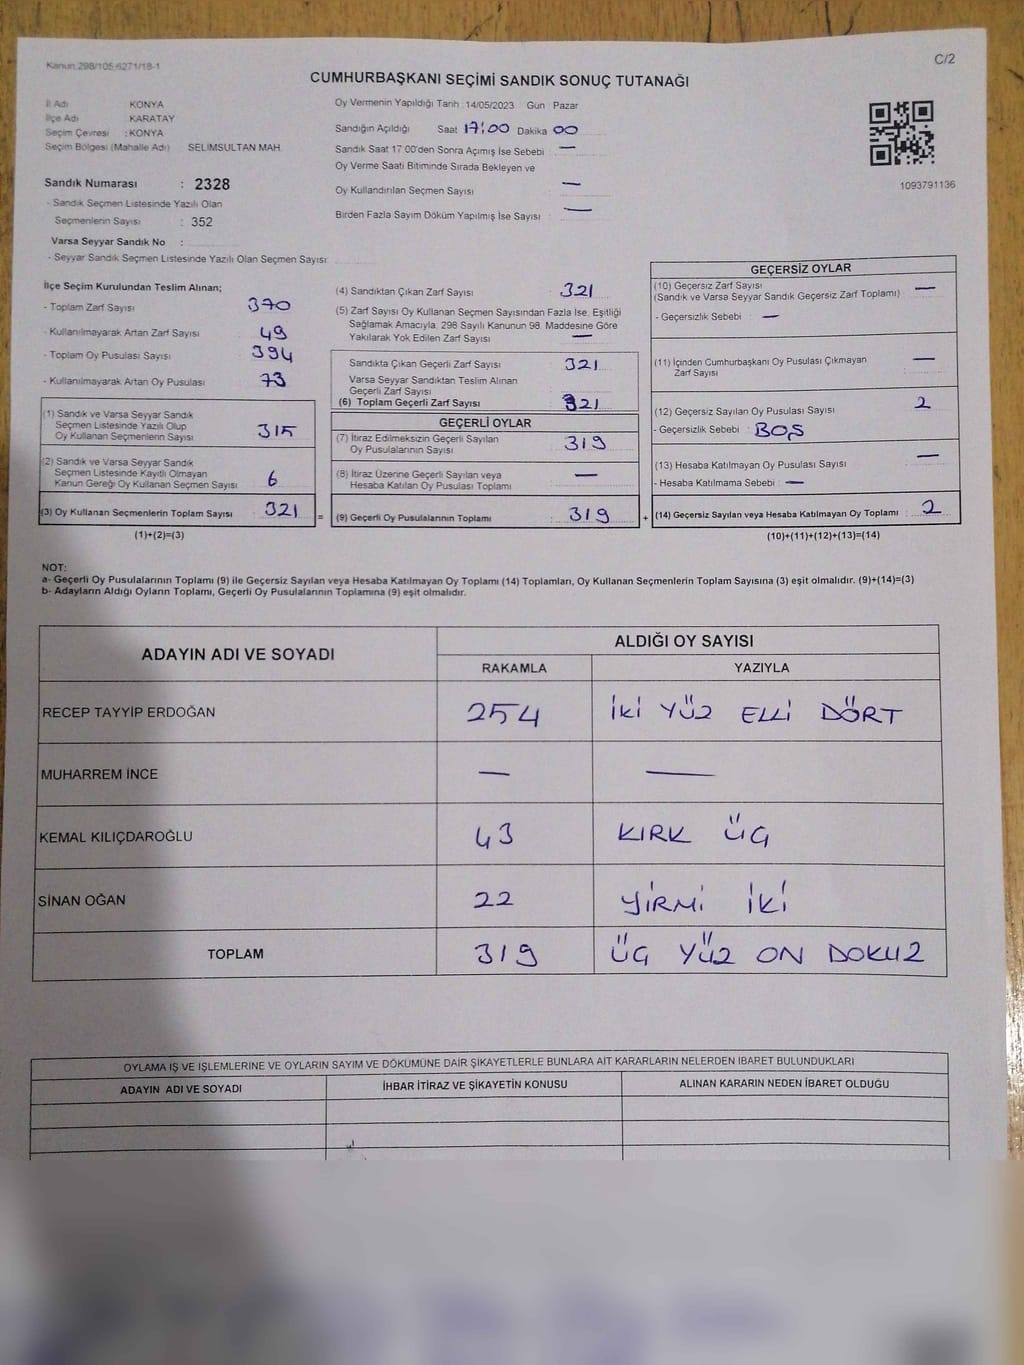 Kanun 298/105 6271/18-1
C/2
CUMHURBAŞKANI SEÇİMİ SANDIK SONUÇ TUTANAĞI
İl Adı KONYA
İlçe Adı KARATAY
Seçim Çevresi : KONYA
Seçim Bölgesi (Mahalle Adı) SELIMSULTAN MAH
Sandık Numarası : 2328
- Sandık Seçmen Listesinde Yazılı Olan
Seçmenlerin Sayısı : 352
Varsa Seyyar Sandık No :
- Seyyar Sandık Seçmen Listesinde Yazılı Olan Seçmen Sayısı
Oy Vermenin Yapıldığı Tarih 14/05/2023 Gün Pazar
Sandığın Açıldığı Saat 17:00 Dakika 00
Sandık Saat 17 00'den Sonra Açımış İse Sebebi —
Oy Verme Saati Bitiminde Sırada Bekleyen ve
Oy Kullandırılan Seçmen Sayısı —
Birden Fazla Sayım Döküm Yapılmış İse Sayısı —
1093791136
İlçe Seçim Kurulundan Teslim Alınan;
- Toplam Zarf Sayısı 370
- Kullanılmayarak Artan Zarf Sayısı 49
- Toplam Oy Pusulası Sayısı 394
- Kullanılmayarak Artan Oy Pusulası 73
(1) Sandık ve Varsa Seyyar Sandık
Seçmen Listesinde Yazılı Olup
Oy Kullanan Seçmenlerin Sayısı 315
(2) Sandık ve Varsa Seyyar Sandık
Seçmen Listesinde Kayıtlı Olmayan
Kanun Gereği Oy Kullanan Seçmen Sayısı 6
(3) Oy Kullanan Seçmenlerin Toplam Sayısı : 321 =
(1)+(2)=(3)
(4) Sandıktan Çıkan Zarf Sayısı 321
(5) Zarf Sayısı Oy Kullanan Seçmen Sayısından Fazla İse, Eşitliği
Sağlamak Amacıyla, 298 Sayılı Kanunun 98. Maddesine Göre
Yakılarak Yok Edilen Zarf Sayısı —
Sandıkta Çıkan Geçerli Zarf Sayısı 321
Varsa Seyyar Sandıktan Teslim Alınan
Geçerli Zarf Sayısı
(6) Toplam Geçerli Zarf Sayısı 321
GEÇERLİ OYLAR
(7) İtiraz Edilmeksizin Geçerli Sayılan
Oy Pusulalarının Sayısı 319
(8) İtiraz Üzerine Geçerli Sayılan veya
Hesaba Katılan Oy Pusulası Toplamı —
(9) Geçerli Oy Pusulalarının Toplamı 319 +
GEÇERSİZ OYLAR
(10) Geçersiz Zarf Sayısı
(Sandık ve Varsa Seyyar Sandık Geçersiz Zarf Toplamı) —
- Geçersizlik Sebebi : —
(11) İçinden Cumhurbaşkanı Oy Pusulası Çıkmayan
Zarf Sayısı —
(12) Geçersiz Sayılan Oy Pusulası Sayısı 2
- Geçersizlik Sebebi : BOŞ
(13) Hesaba Katılmayan Oy Pusulası Sayısı —
- Hesaba Katılmama Sebebi : —
(14) Geçersiz Sayılan veya Hesaba Katılmayan Oy Toplamı : 2
(10)+(11)+(12)+(13)=(14)
NOT:
a- Geçerli Oy Pusulalarının Toplamı (9) ile Geçersiz Sayılan veya Hesaba Katılmayan Oy Toplamı (14) Toplamları, Oy Kullanan Seçmenlerin Toplam Sayısına (3) eşit olmalıdır. (9)+(14)=(3)
b- Adayların Aldığı Oyların Toplamı, Geçerli Oy Pusulalarının Toplamına (9) eşit olmalıdır.
ADAYIN ADI VE SOYADI ALDIĞI OY SAYISI
RAKAMLA YAZIYLA
RECEP TAYYİP ERDOĞAN 254 İKİ YÜZ ELLİ DÖRT
MUHARREM İNCE — —
KEMAL KILIÇDAROĞLU 43 KIRK ÜÇ
SİNAN OĞAN 22 YİRMİ İKİ
TOPLAM 319 ÜÇ YÜZ ON DOKUZ
OYLAMA İŞ VE İŞLEMLERİNE VE OYLARIN SAYIM VE DÖKÜMÜNE DAİR ŞİKAYETLERLE BUNLARA AİT KARARLARIN NELERDEN İBARET BULUNDUKLARI
ADAYIN ADI VE SOYADI İHBAR İTİRAZ VE ŞİKAYETİN KONUSU ALINAN KARARIN NEDEN İBARET OLDUĞU